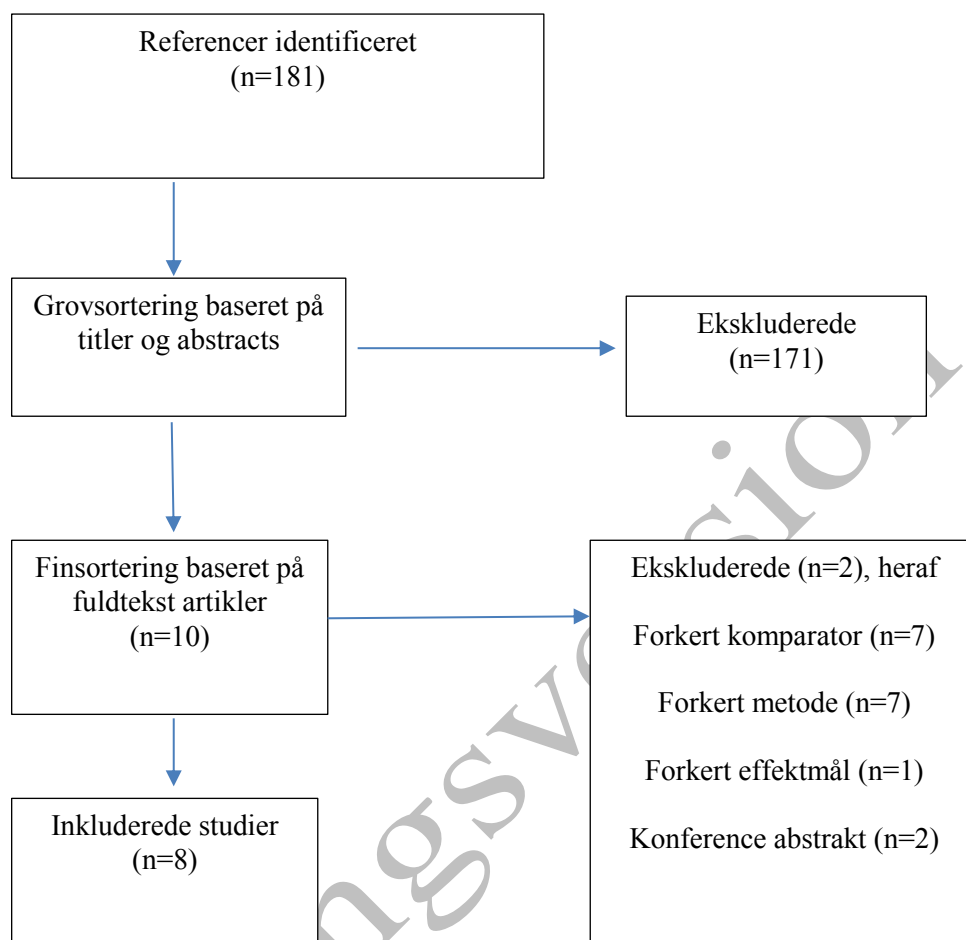 Referencer identificeret
(n=181)
Grovsortering baseret på
titler og abstracts
Ekskluderede
(n=171)
Finsortering baseret på
fuldtekst artikler
(n=10)
Ekskluderede (n=2), heraf
Forkert komparator (n=7)
Forkert metode (n=7)
Forkert effektmål (n=1)
Konference abstrakt (n=2)
Inkluderede studier
(n=8)